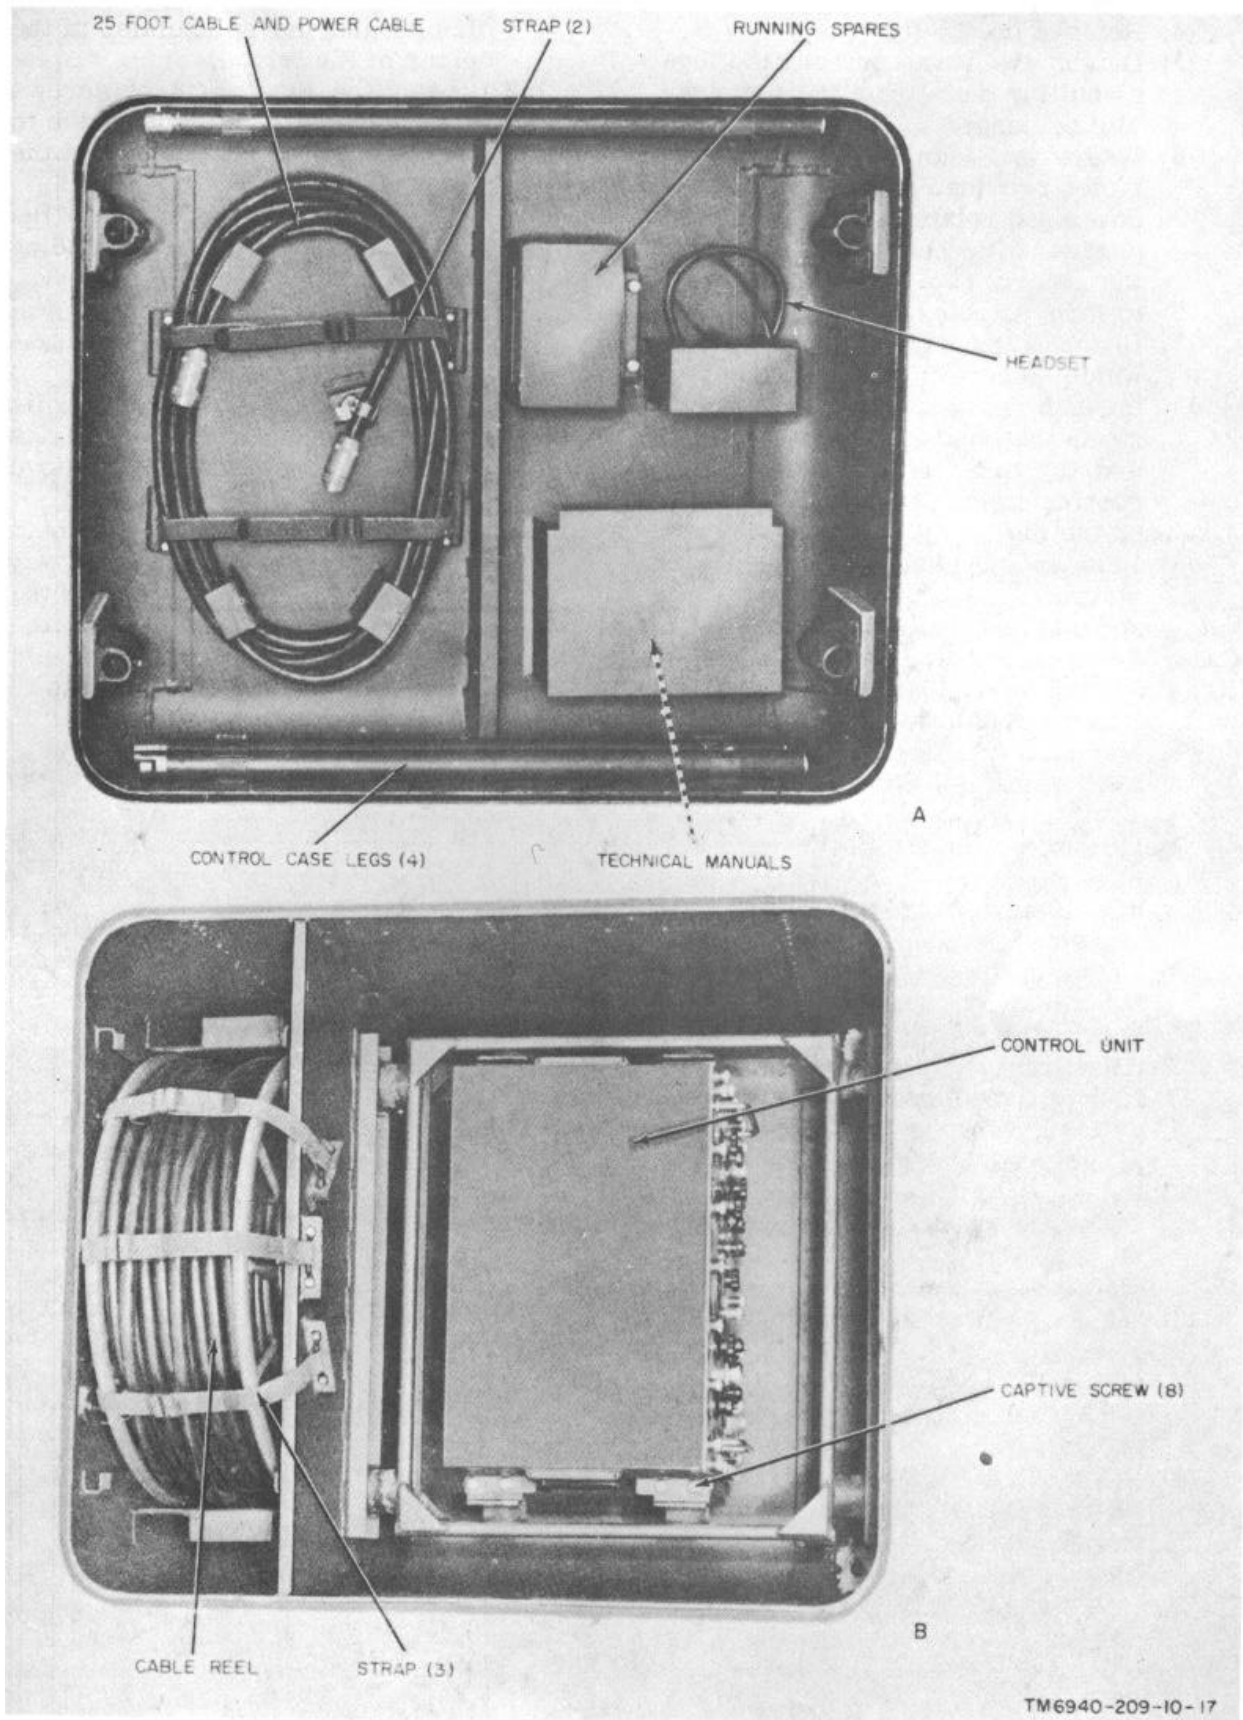 25 FOOT CABLE AND POWER CABLE
STRAP (2)
RUNNING SPARES
HEADSET
A
CONTROL CASE LEGS (4)
TECHNICAL MANUALS
CONTROL UNIT
CAPTIVE SCREW (8)
B
CABLE REEL
STRAP (3)
TM6940-209-10-17